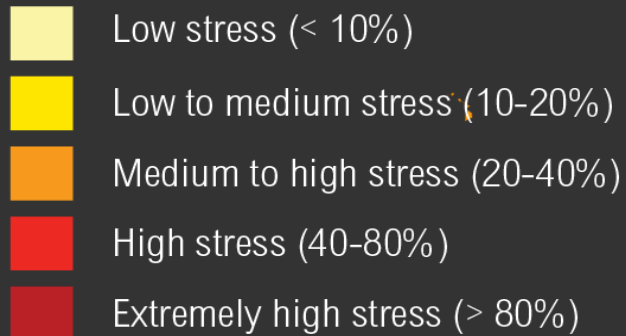 Low stress (< 10%)
Low to medium stress (10-20%)
Medium to high stress (20-40%)
High stress (40-80%)
Extremely high stress (> 80%)